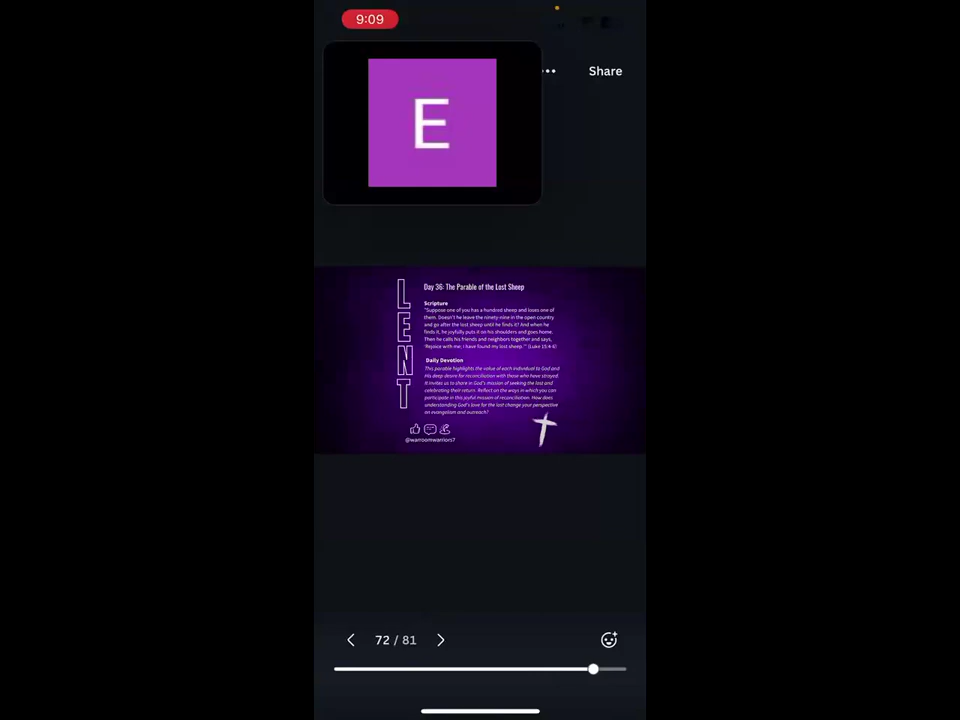 9:09
E
Share
LENT
Day 36: The Parable of the Lost Sheep
Scripture
"Suppose one of you has a hundred sheep and loses one of
them. Doesn't he leave the ninety-nine in the open country
and go after the lost sheep until he finds it? And when he
finds it, he joyfully puts it on his shoulders and goes home.
Then he calls his friends and neighbors together and says,
'Rejoice with me; I have found my lost sheep.'" (Luke 15:4-6)
Daily Devotion
This parable highlights the value of each individual to God and
His deep desire for reconciliation with those who have strayed.
It invites us to share in God's mission of seeking the lost and
celebrating their return. Reflect on the ways in which you can
participate in this joyful mission of reconciliation. How does
understanding God's love for the lost change your perspective
on evangelism and outreach?
@warroomwarriors7
72 / 81